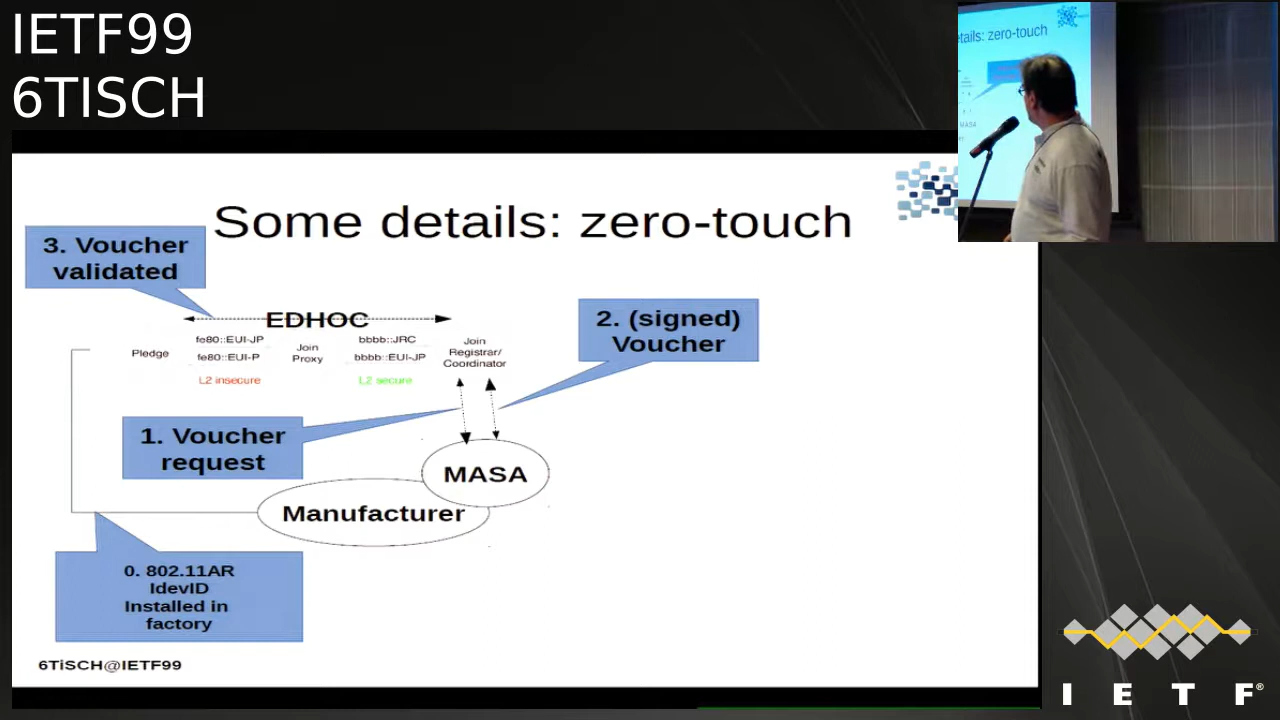 IETF99
6TISCH
etails: zero-touch
Some details: zero-touch
3. Voucher
validated
EDHOC
2. (signed)
Voucher
Pledge
fe80::EUI-JP
fe80::EUI-P
L2 insecure
Join
Proxy
bbbb::JRC
bbbb::EUI-JP
L2 secure
Join
Registrar/
Coordinator
1. Voucher
request
MASA
Manufacturer
0. 802.11AR
IdevID
Installed in
factory
6TiSCH@IETF99
I E T F®